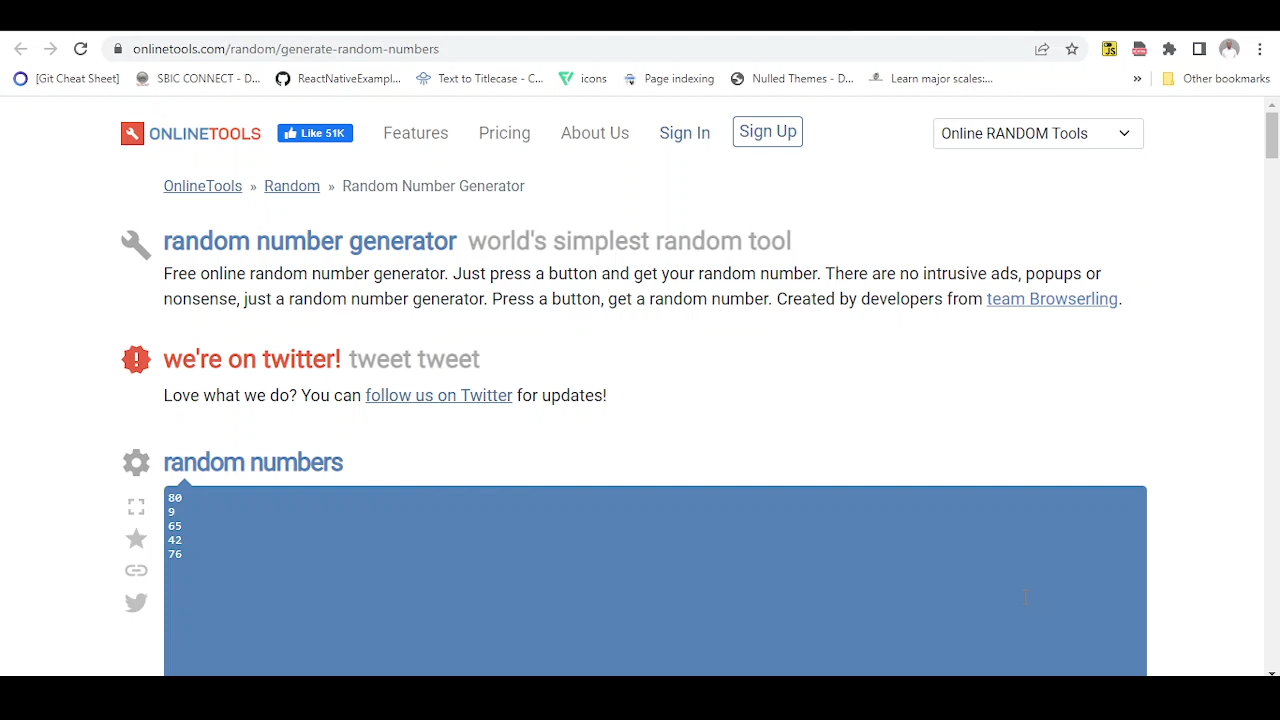 onlinetools.com/random/generate-random-numbers
[Git Cheat Sheet] SBIC CONNECT - D... ReactNativeExampl... Text to Titlecase - C... icons Page indexing Nulled Themes - D... Learn major scales:... » Other bookmarks
ONLINETOOLS Like 51K Features Pricing About Us Sign In Sign Up Online RANDOM Tools
OnlineTools » Random » Random Number Generator
random number generator world's simplest random tool
Free online random number generator. Just press a button and get your random number. There are no intrusive ads, popups or
nonsense, just a random number generator. Press a button, get a random number. Created by developers from team Browserling.
we're on twitter! tweet tweet
Love what we do? You can follow us on Twitter for updates!
random numbers
80
9
65
42
76